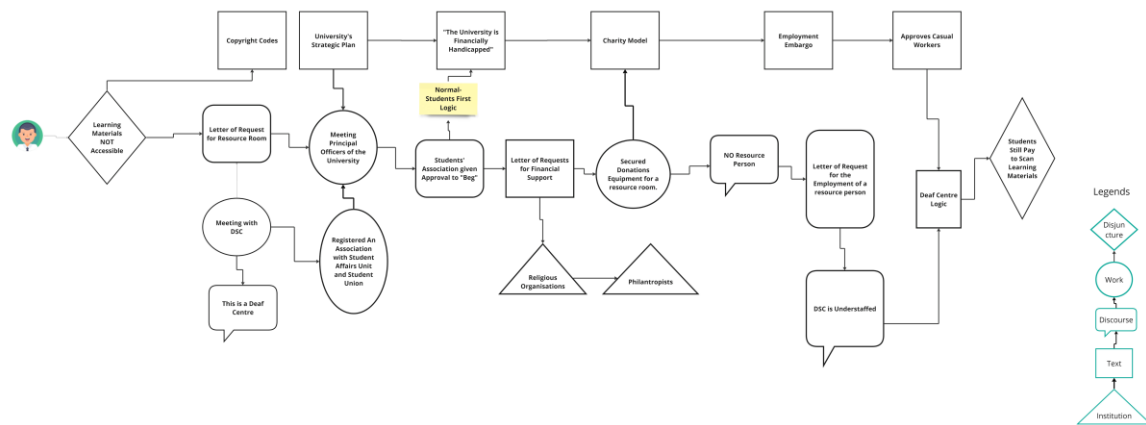 Copyright Codes
University's
Strategic Plan
"The University is
Financially
Handicapped"
Charity Model
Employment
Embargo
Approves Casual
Workers
Normal-
Students First
Logic
Learning
Materials
NOT
Accessible
Letter of Request
for Resource Room
Meeting
Principal
Officers of the
University
Students'
Association given
Approval to "Beg"
Letter of Requests
for Financial
Support
Secured
Donations
Equipment for a
resource room.
NO Resource
Person
Letter of Request
for the
Employment of a
resource person
Deaf Centre
Logic
Students
Still Pay
to Scan
Learning
Materials
Meeting with
DSC
Registered An
Association
with Student
Affairs Unit
and Student
Union
This is a Deaf
Centre
Religious
Organisations
Philantropists
DSC is Understaffed
Legends
Disjun
cture
Work
Discourse
Text
Institution